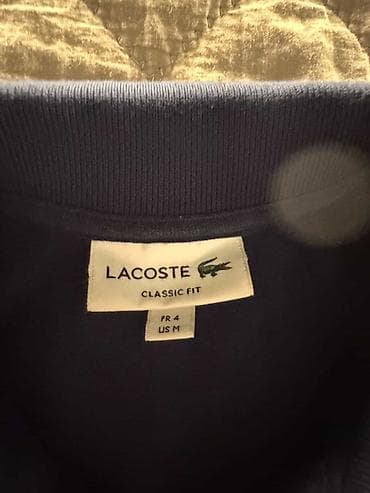 LACOSTE
CLASSIC FIT
FR 4
US M